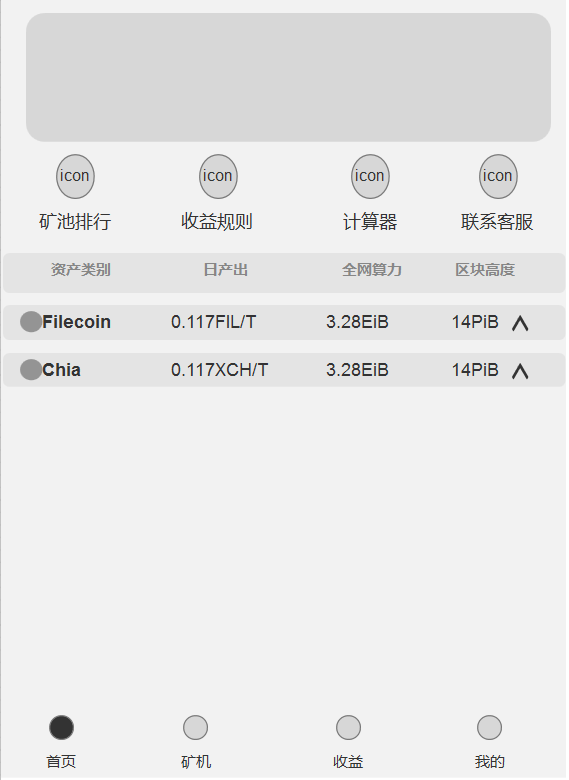 icon icon icon icon
矿池排行 收益规则 计算器 联系客服
资产类别 日产出 全网算力 区块高度
Filecoin 0.117FIL/T 3.28EiB 14PiB
Chia 0.117XCH/T 3.28EiB 14PiB
首页 矿机 收益 我的